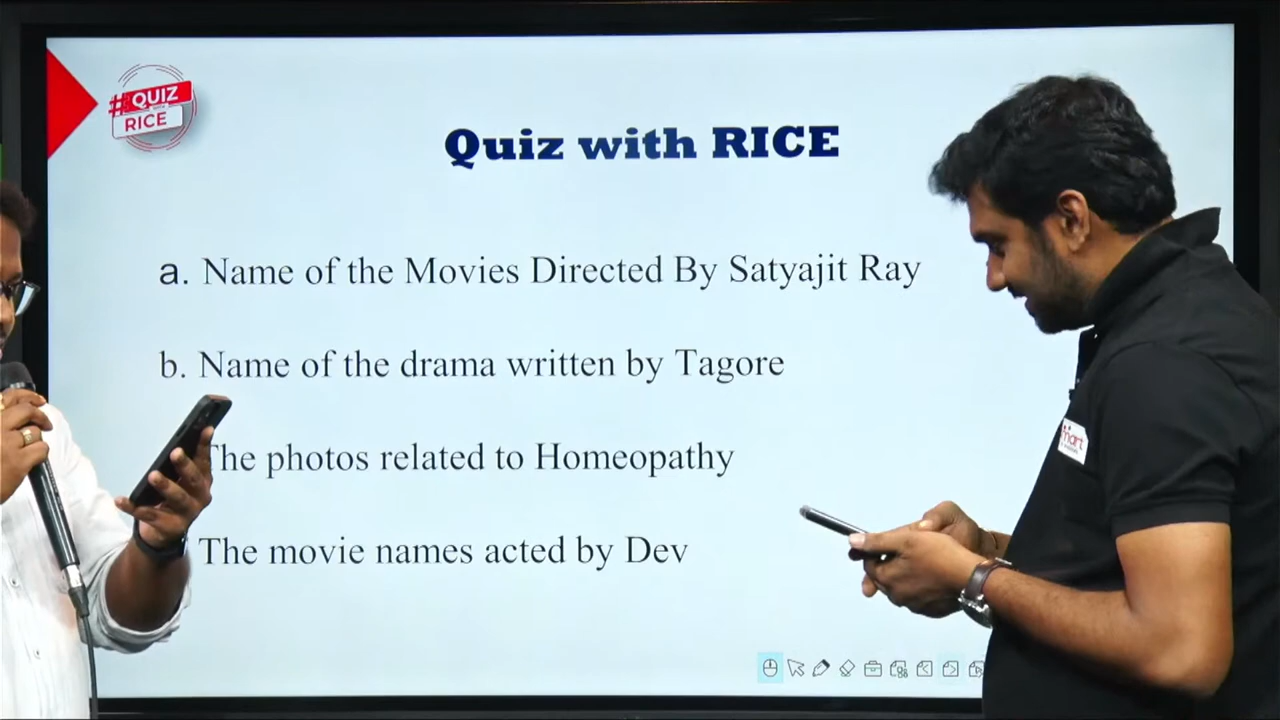 # QUIZ
RICE
Quiz with RICE
a. Name of the Movies Directed By Satyajit Ray
b. Name of the drama written by Tagore
The photos related to Homeopathy
The movie names acted by Dev